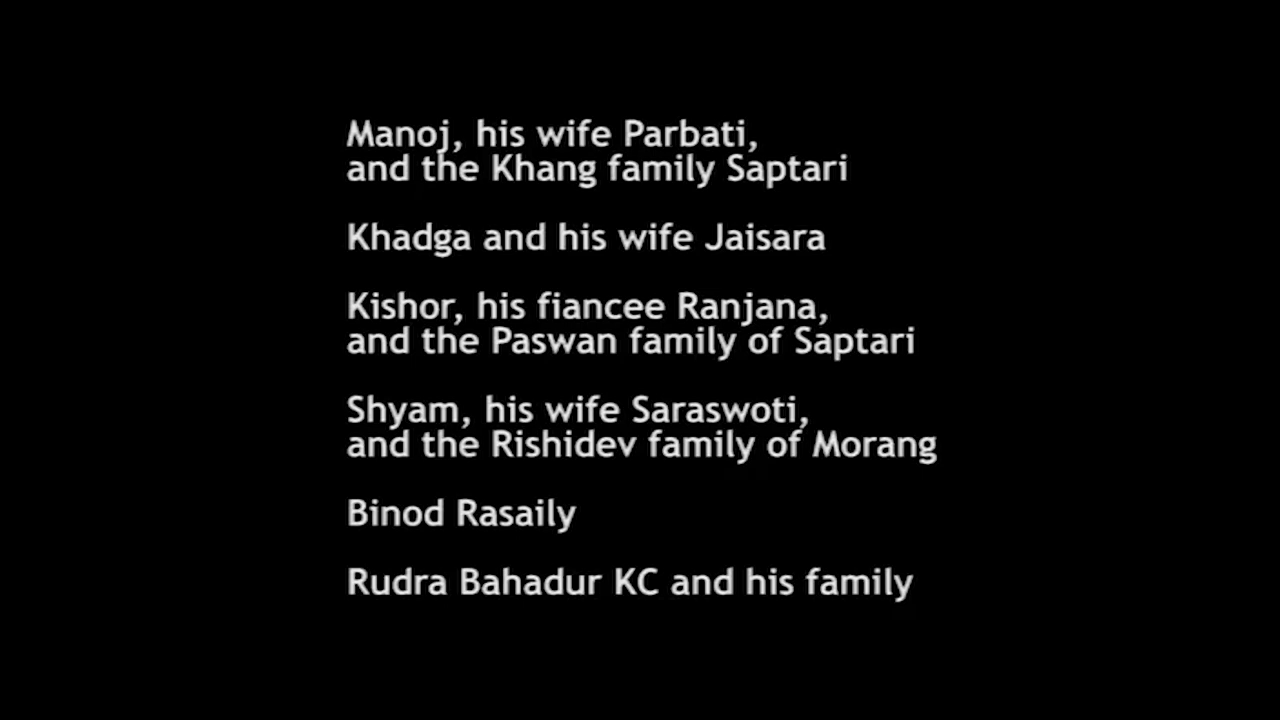 Manoj, his wife Parbati,
and the Khang family Saptari
Khadga and his wife Jaisara
Kishor, his fiancee Ranjana,
and the Paswan family of Saptari
Shyam, his wife Saraswoti,
and the Rishidev family of Morang
Binod Rasaily
Rudra Bahadur KC and his family